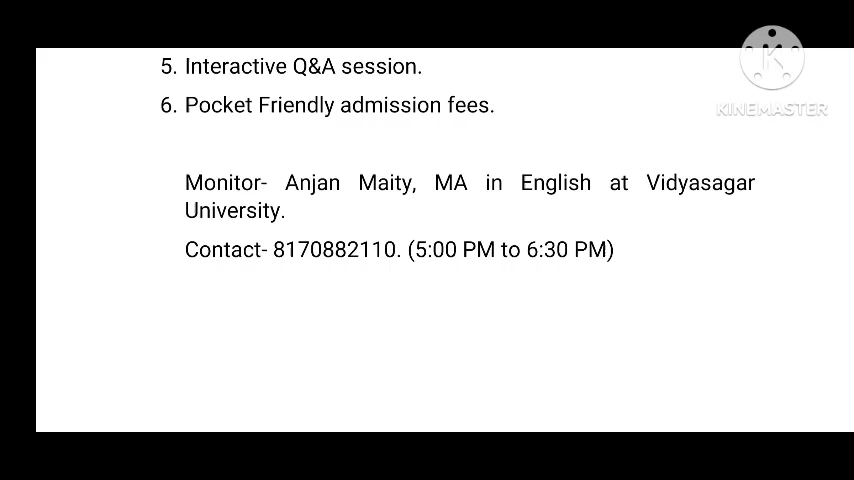 5. Interactive Q&A session.
6. Pocket Friendly admission fees.
Monitor- Anjan Maity, MA in English at Vidyasagar
University.
Contact- 8170882110. (5:00 PM to 6:30 PM)
K
KINEMASTER